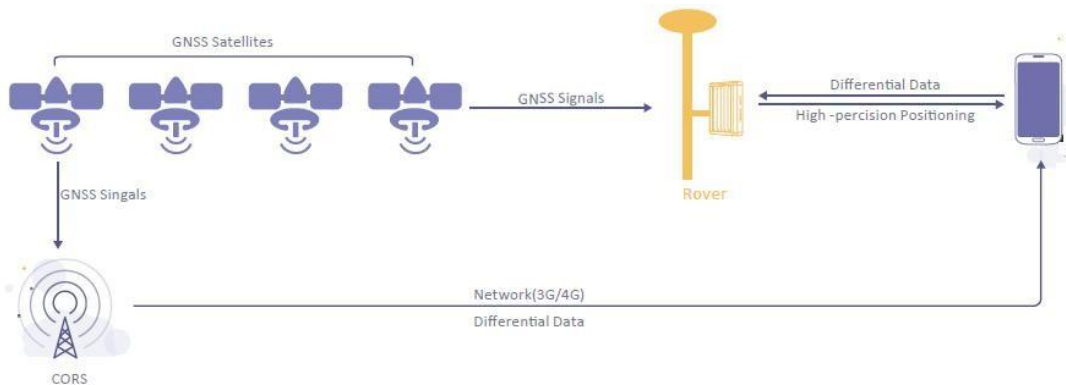 GNSS Satellites
GNSS Signals
Differential Data
High -percision Positioning
GNSS Singals
Rover
Network(3G/4G)
Differential Data
CORS